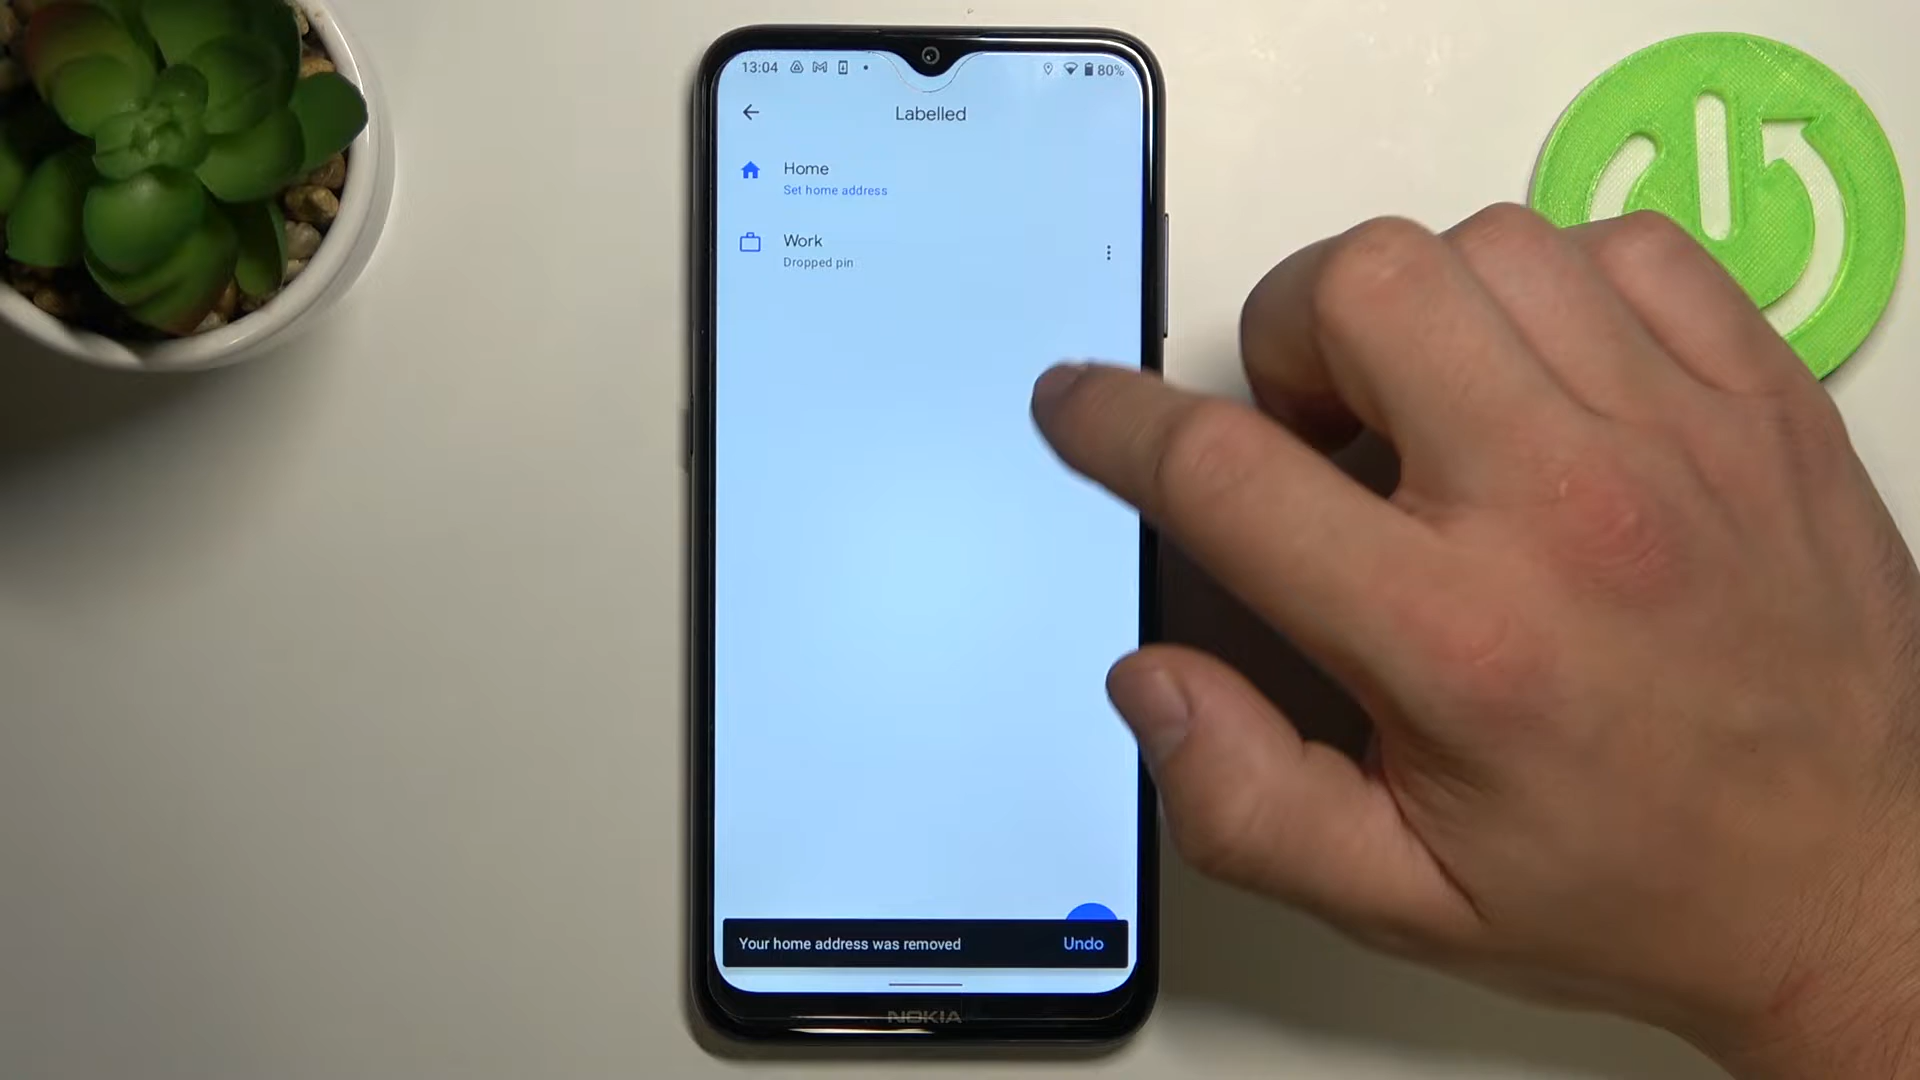 13:04 80%
Labelled
Home
Set home address
Work
Dropped pin
Your home address was removed Undo
NOKIA